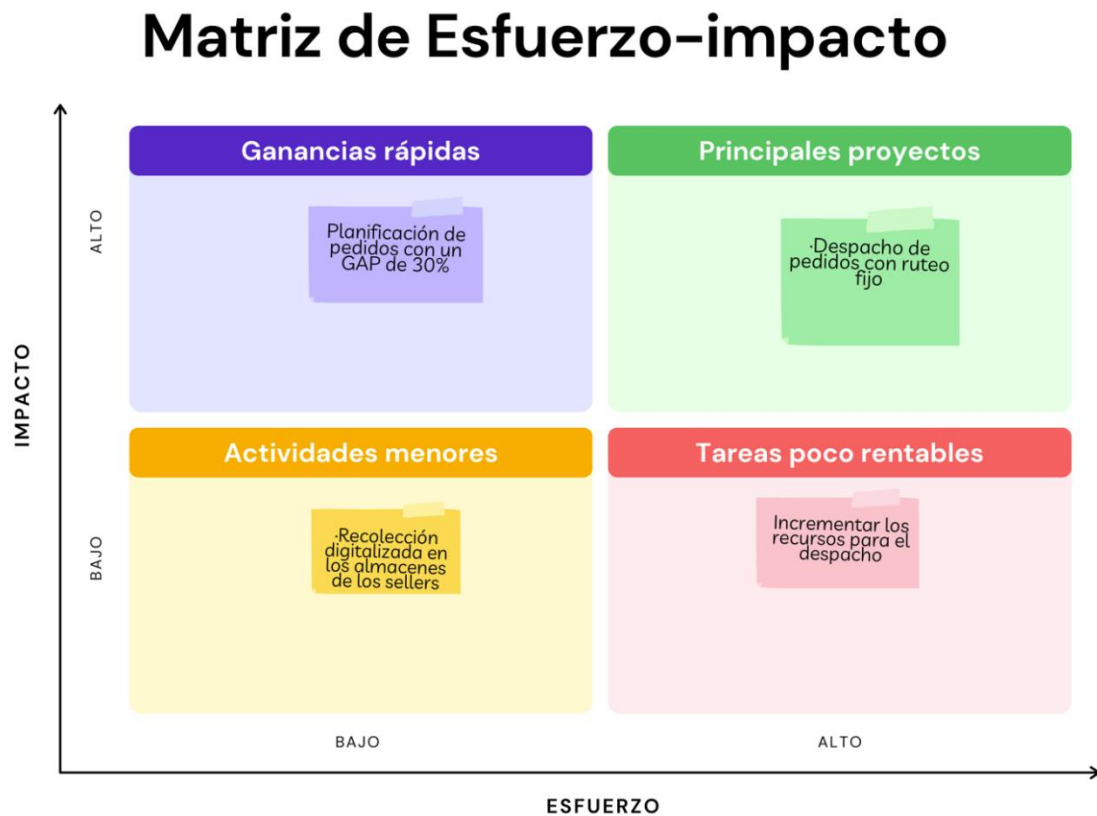 Matriz de Esfuerzo-impacto
Ganancias rápidas
Principales proyectos
ALTO
Planificación de
pedidos con un
GAP de 30%
·Despacho de
pedidos con ruteo
fijo
IMPACTO
Actividades menores
Tareas poco rentables
BAJO
·Recolección
digitalizada en
los almacenes
de los sellers
Incrementar los
recursos para el
despacho
BAJO
ALTO
ESFUERZO